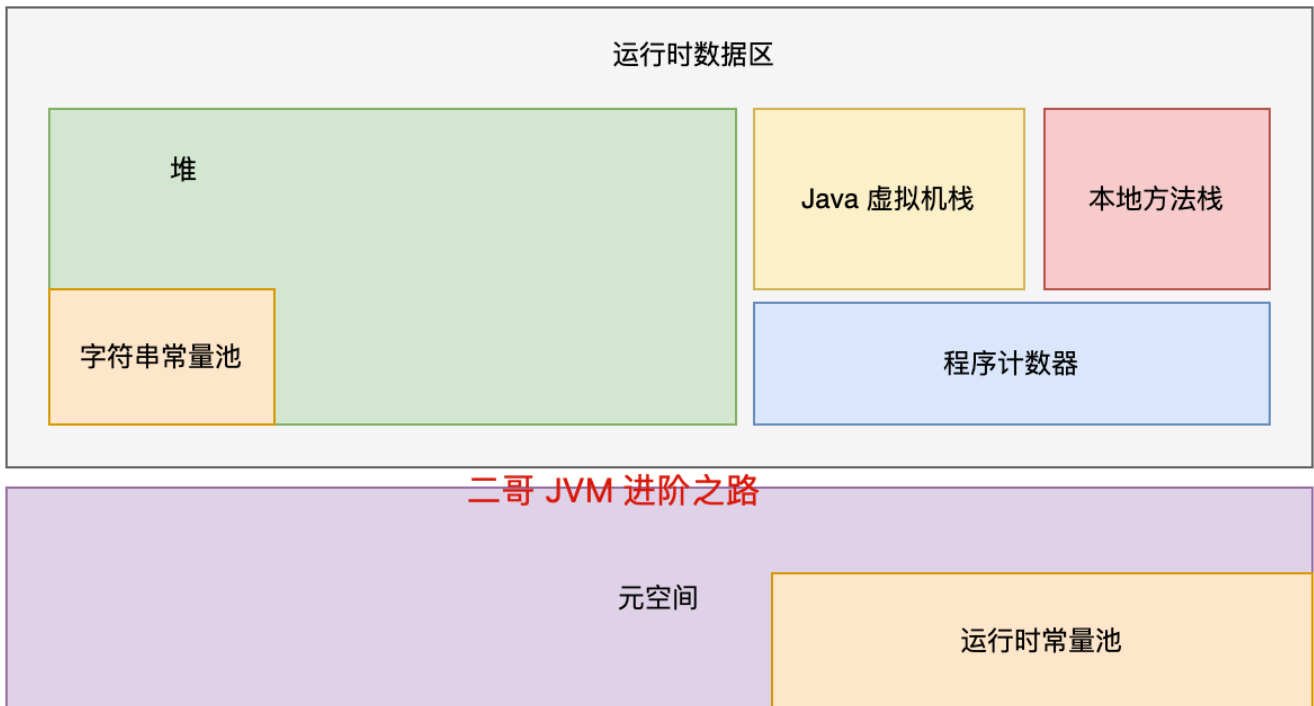 运行时数据区
堆
Java 虚拟机栈
本地方法栈
字符串常量池
程序计数器
二哥 JVM 进阶之路
元空间
运行时常量池